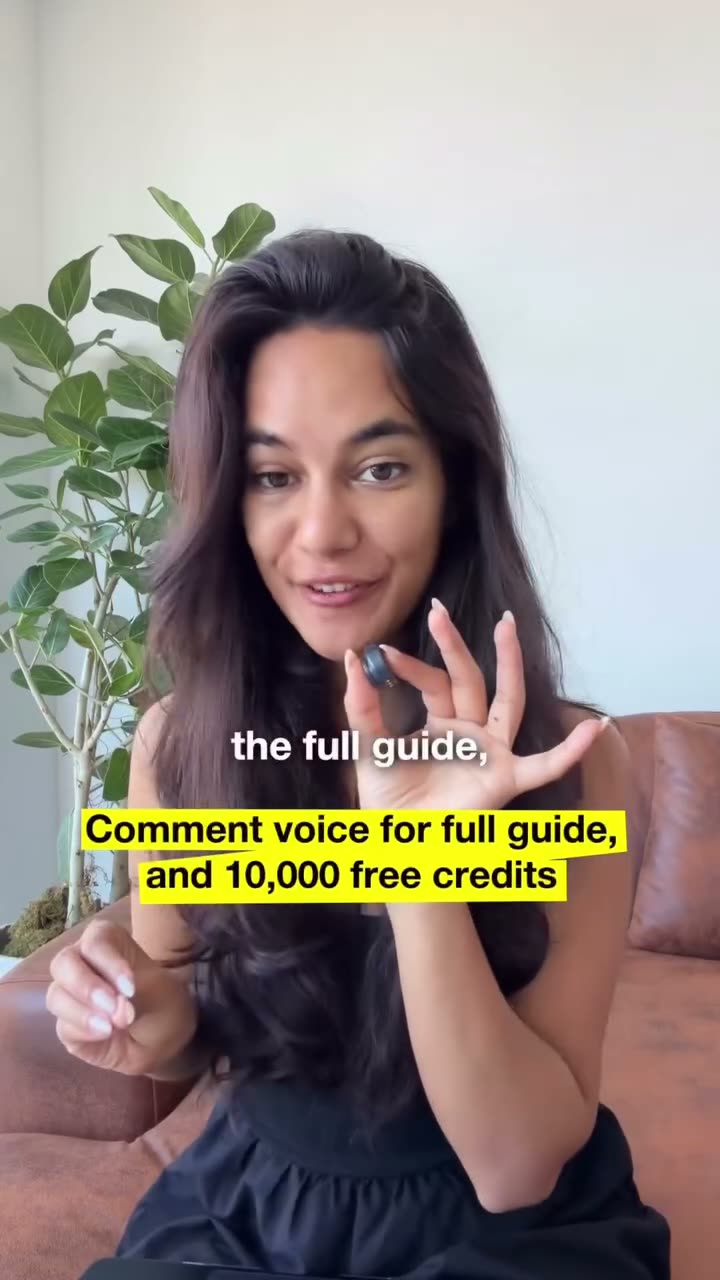 the full guide,
Comment voice for full guide,
and 10,000 free credits